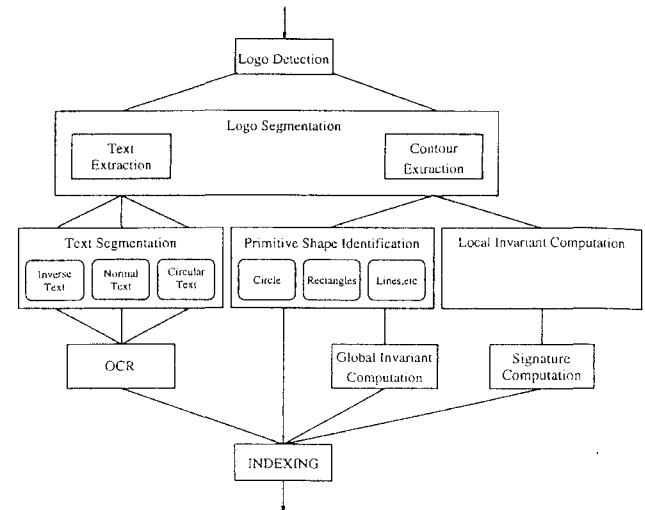 Logo Detection
Logo Segmentation
Text
Extraction
Contour
Extraction
Text Segmentation
Inverse
Text
Normal
Text
Circular
Text
Primitive Shape Identification
Circle
Rectangles
Lines,etc
Local Invariant Computation
OCR
Global Invariant
Computation
Signature
Computation
INDEXING